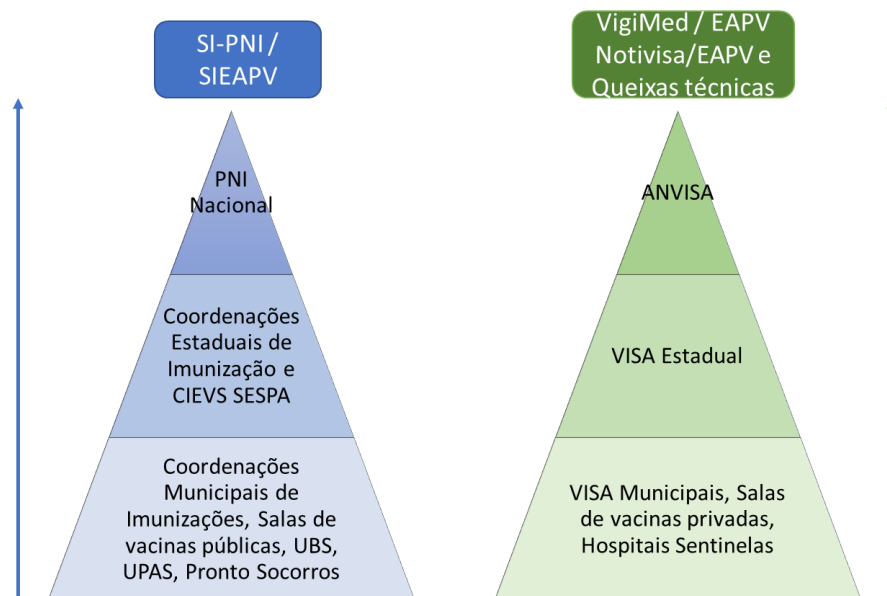 SI-PNI /
SIEAPV
PNI
Nacional
Coordenações
Estaduais de
Imunização e
CIEVS SESPA
Coordenações
Municipais de
Imunizações, Salas de
vacinas públicas, UBS,
UPAS, Pronto Socorros
VigiMed / EAPV
Notivisa/EAPV e
Queixas técnicas
ANVISA
VISA Estadual
VISA Municipais, Salas
de vacinas privadas,
Hospitais Sentinelas